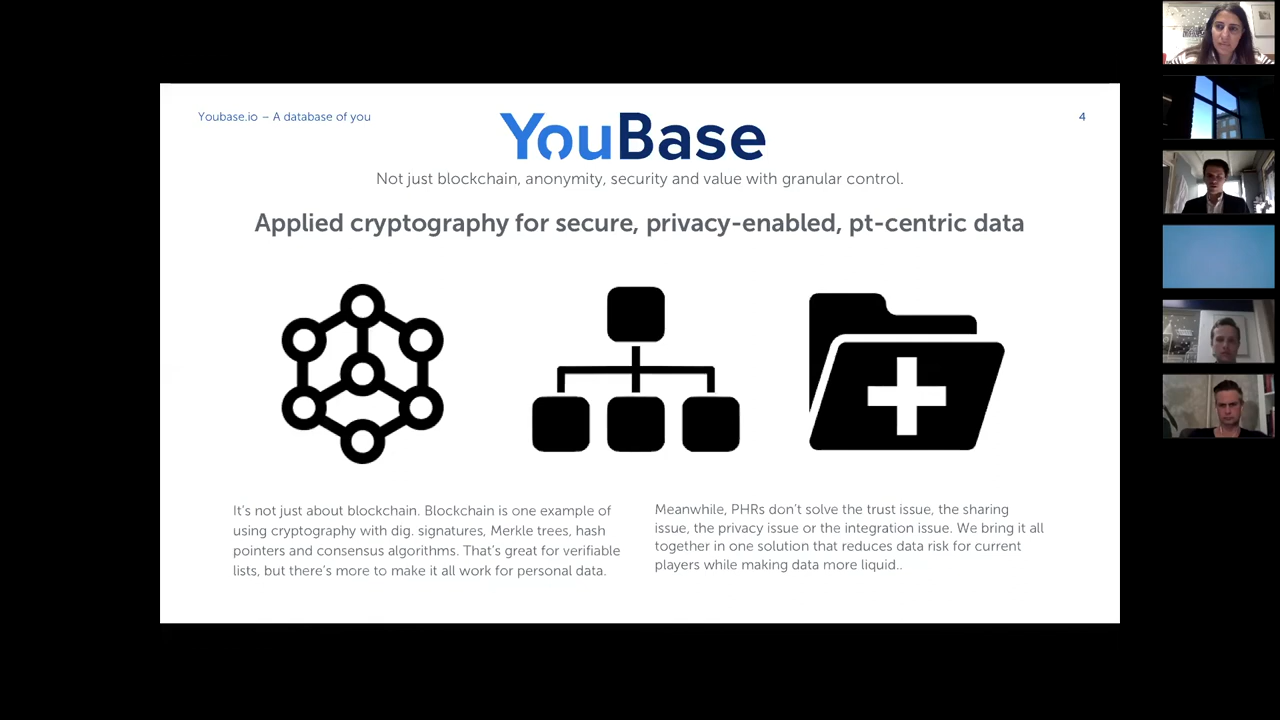 Youbase.io – A database of you
4
YouBase
Not just blockchain, anonymity, security and value with granular control.
Applied cryptography for secure, privacy-enabled, pt-centric data
It's not just about blockchain. Blockchain is one example of
using cryptography with dig. signatures, Merkle trees, hash
pointers and consensus algorithms. That's great for verifiable
lists, but there's more to make it all work for personal data.
Meanwhile, PHRs don't solve the trust issue, the sharing
issue, the privacy issue or the integration issue. We bring it all
together in one solution that reduces data risk for current
players while making data more liquid..